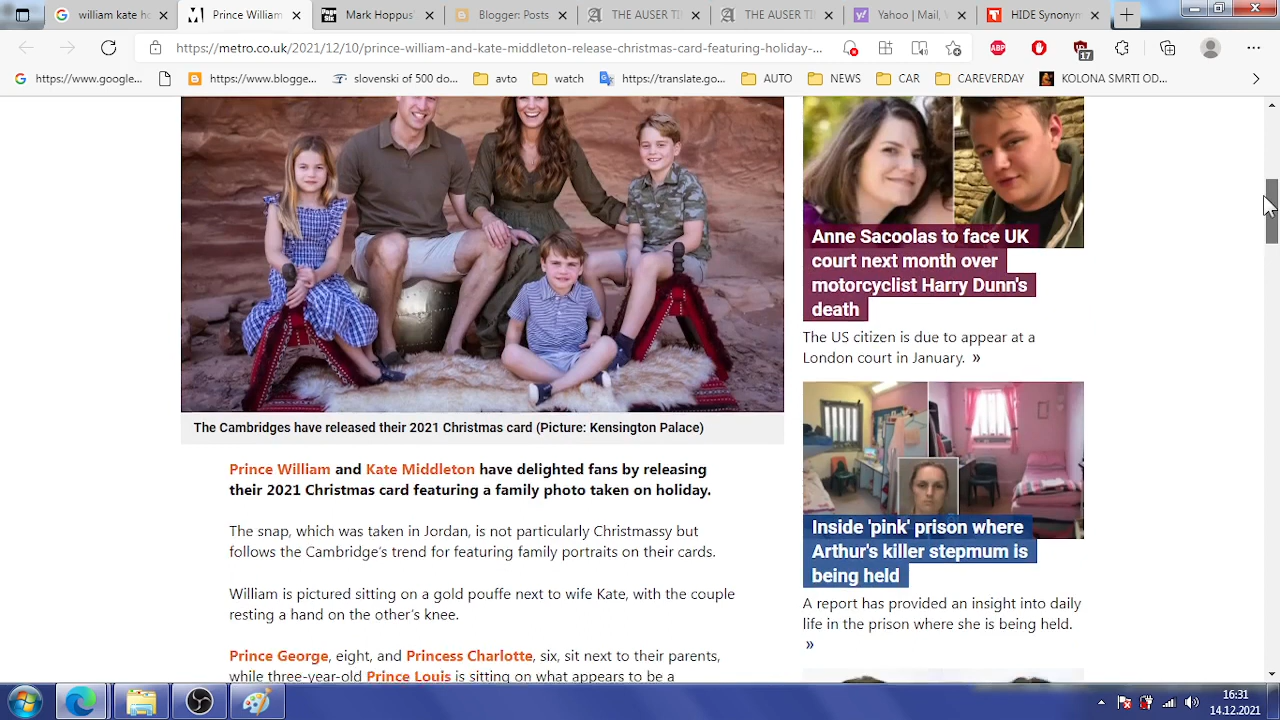 william kate ho
Prince William
Mark Hoppus
Blogger: Posts
THE AUSER TI
THE AUSER TI
Yahoo | Mail, W
HIDE Synonym
https://metro.co.uk/2021/12/10/prince-william-and-kate-middleton-release-christmas-card-featuring-holiday-...
ABP
17
https://www.google...
https://www.blogge...
slovenski of 500 do...
avto
watch
https://translate.go...
AUTO
NEWS
CAR
CAREVERDAY
KOLONA SMRTI OD...
The Cambridges have released their 2021 Christmas card (Picture: Kensington Palace)
Prince William and Kate Middleton have delighted fans by releasing
their 2021 Christmas card featuring a family photo taken on holiday.
The snap, which was taken in Jordan, is not particularly Christmassy but
follows the Cambridge's trend for featuring family portraits on their cards.
William is pictured sitting on a gold pouffe next to wife Kate, with the couple
resting a hand on the other's knee.
Prince George, eight, and Princess Charlotte, six, sit next to their parents,
while three-year-old Prince Louis is sitting on what appears to be a
Anne Sacoolas to face UK
court next month over
motorcyclist Harry Dunn's
death
The US citizen is due to appear at a
London court in January. »
Inside 'pink' prison where
Arthur's killer stepmum is
being held
A report has provided an insight into daily
life in the prison where she is being held.
»
16:31
14.12.2021